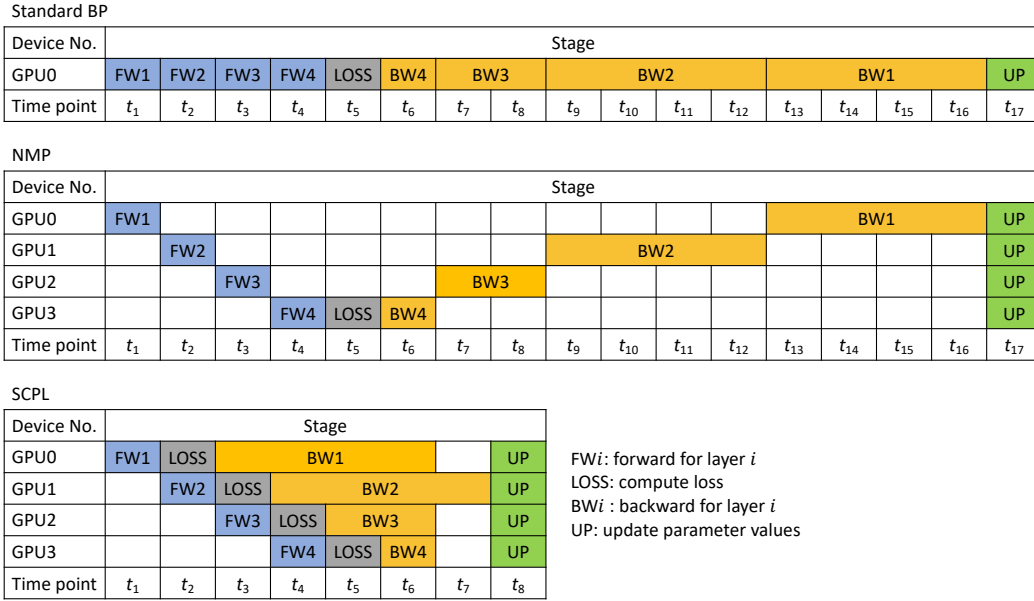 Standard BP
Device No. Stage
GPU0 FW1 FW2 FW3 FW4 LOSS BW4 BW3 BW2 BW1 UP
Time point t1 t2 t3 t4 t5 t6 t7 t8 t9 t10 t11 t12 t13 t14 t15 t16 t17
NMP
Device No. Stage
GPU0 FW1 BW1 UP
GPU1 FW2 BW2 UP
GPU2 FW3 BW3 UP
GPU3 FW4 LOSS BW4 UP
Time point t1 t2 t3 t4 t5 t6 t7 t8 t9 t10 t11 t12 t13 t14 t15 t16 t17
SCPL
Device No. Stage
GPU0 FW1 LOSS BW1 UP
GPU1 FW2 LOSS BW2 UP
GPU2 FW3 LOSS BW3 UP
GPU3 FW4 LOSS BW4 UP
Time point t1 t2 t3 t4 t5 t6 t7 t8
FWi: forward for layer i
LOSS: compute loss
BWi : backward for layer i
UP: update parameter values